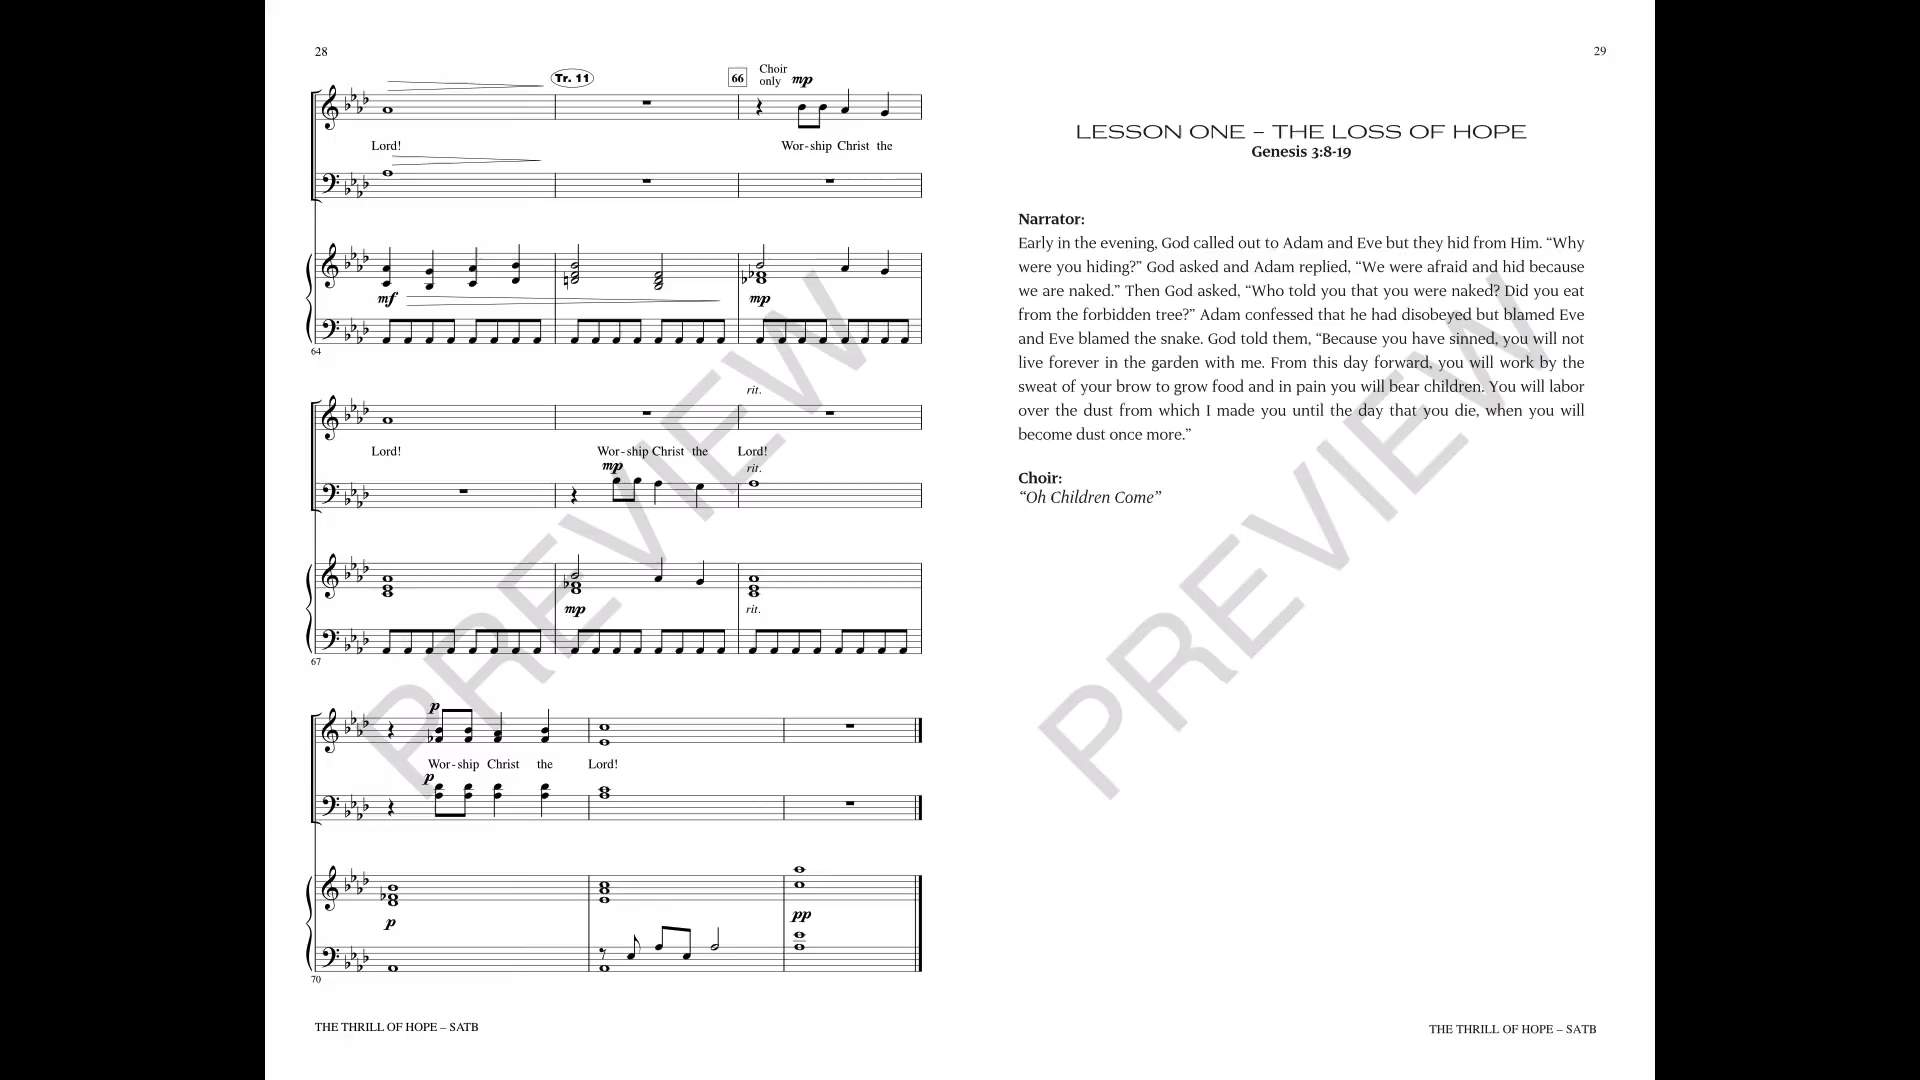 28
Tr. 11
66
Choir
only mp
Lord! Wor-ship Christ the
mf mp
64
rit.
Lord! Wor-ship Christ the Lord!
mp rit.
mp rit.
67
p
Wor-ship Christ the Lord!
p
p pp
70
THE THRILL OF HOPE – SATB
29
LESSON ONE – THE LOSS OF HOPE
Genesis 3:8-19
Narrator:
Early in the evening, God called out to Adam and Eve but they hid from Him. “Why
were you hiding?” God asked and Adam replied, “We were afraid and hid because
we are naked.” Then God asked, “Who told you that you were naked? Did you eat
from the forbidden tree?” Adam confessed that he had disobeyed but blamed Eve
and Eve blamed the snake. God told them, “Because you have sinned, you will not
live forever in the garden with me. From this day forward, you will work by the
sweat of your brow to grow food and in pain you will bear children. You will labor
over the dust from which I made you until the day that you die, when you will
become dust once more.”
Choir:
“Oh Children Come”
THE THRILL OF HOPE – SATB
PREVIEW
PREVIEW